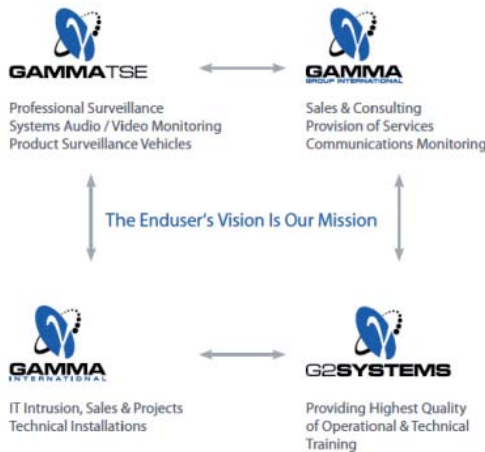 GAMMATSE
Professional Surveillance
Systems Audio / Video Monitoring
Product Surveillance Vehicles
GAMMA
GROUP INTERNATIONAL
Sales & Consulting
Provision of Services
Communications Monitoring
The Enduser's Vision Is Our Mission
GAMMA
INTERNATIONAL
IT Intrusion, Sales & Projects
Technical Installations
G2SYSTEMS
Providing Highest Quality
of Operational & Technical
Training